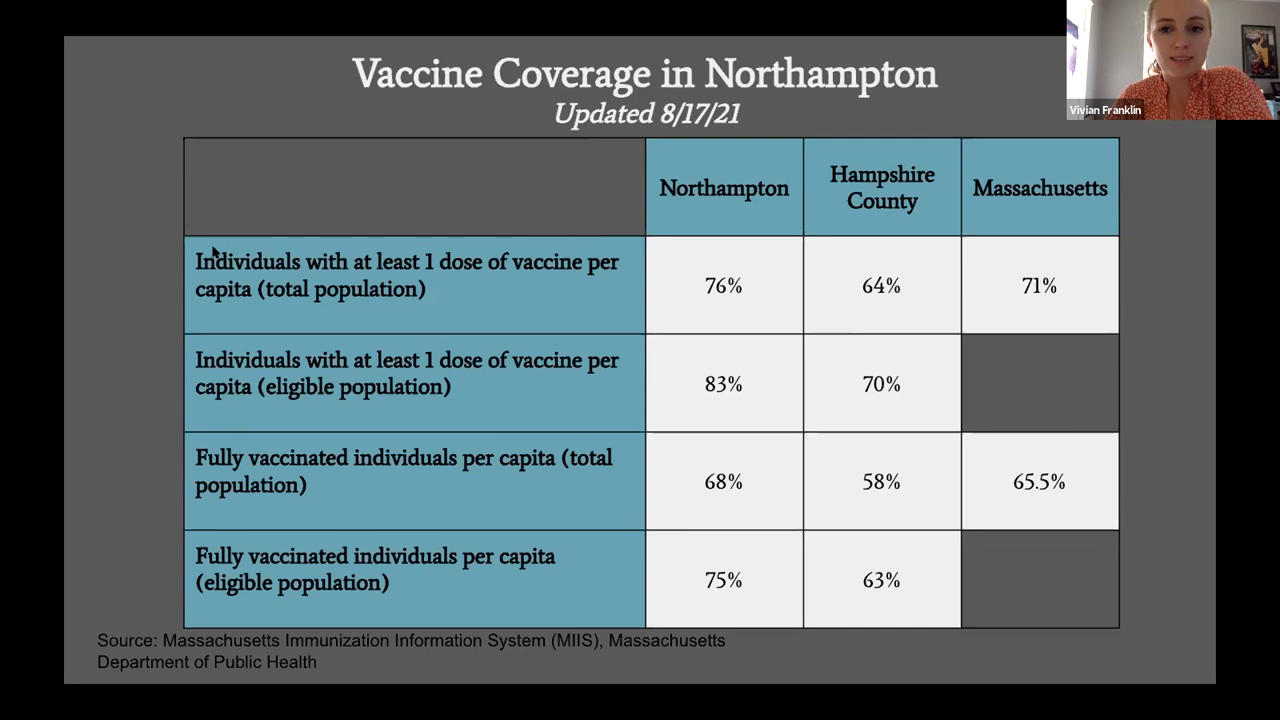 Vaccine Coverage in Northampton
Updated 8/17/21
Vivian Franklin
Northampton
Hampshire
County
Massachusetts
Individuals with at least 1 dose of vaccine per
capita (total population)
76%
64%
71%
Individuals with at least 1 dose of vaccine per
capita (eligible population)
83%
70%
Fully vaccinated individuals per capita (total
population)
68%
58%
65.5%
Fully vaccinated individuals per capita
(eligible population)
75%
63%
Source: Massachusetts Immunization Information System (MIIS), Massachusetts
Department of Public Health